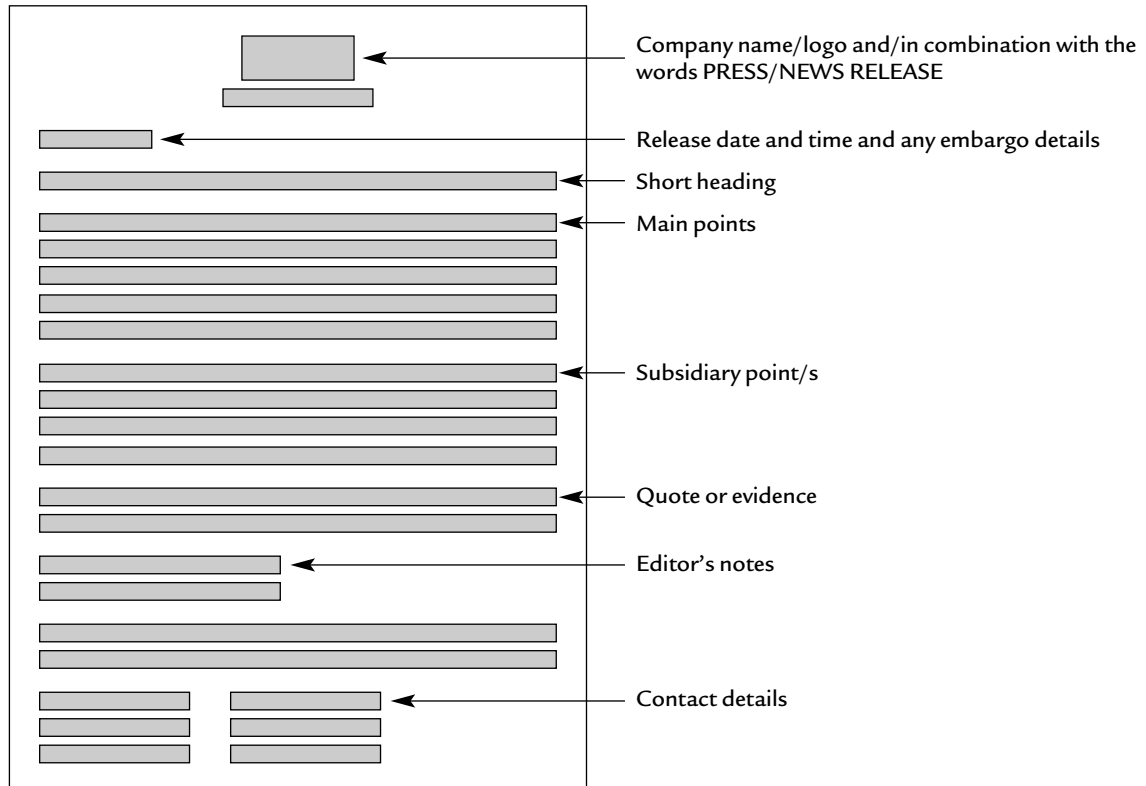 Company name/logo and/in combination with the
words PRESS/NEWS RELEASE
Release date and time and any embargo details
Short heading
Main points
Subsidiary point/s
Quote or evidence
Editor’s notes
Contact details